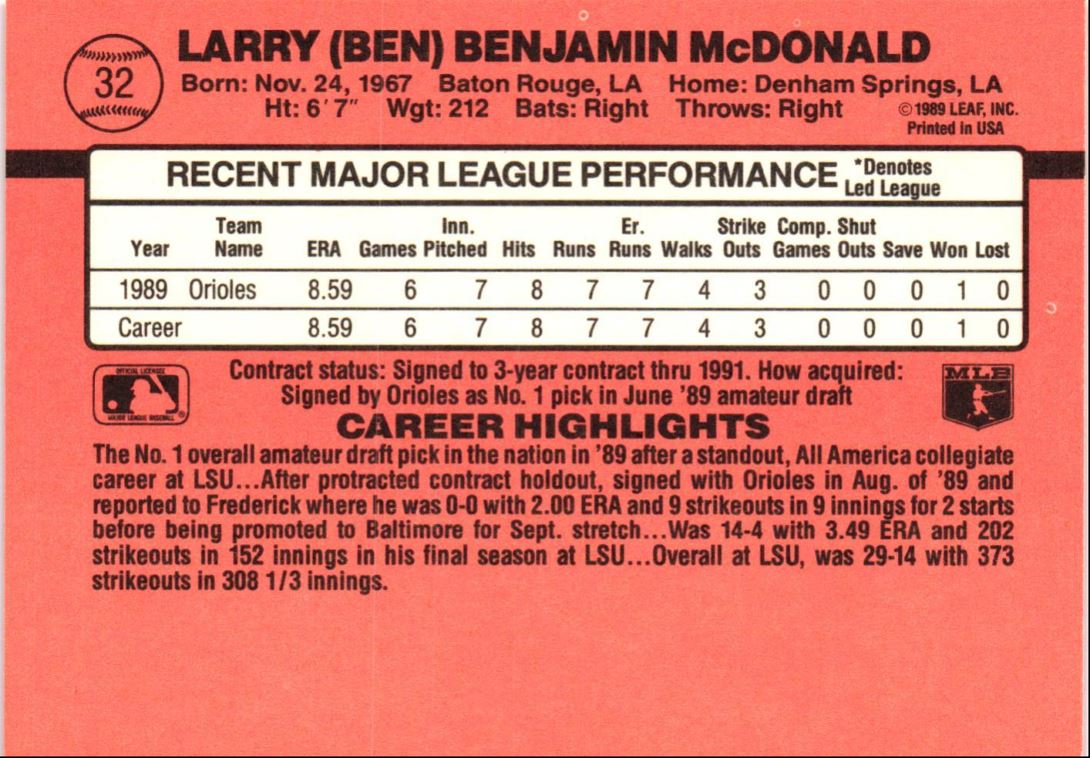 32
LARRY (BEN) BENJAMIN McDONALD
Born: Nov. 24, 1967 Baton Rouge, LA Home: Denham Springs, LA
Ht: 6' 7" Wgt: 212 Bats: Right Throws: Right
©1989 LEAF, INC.
Printed In USA
RECENT MAJOR LEAGUE PERFORMANCE *Denotes
Led League
Team Inn. Er. Strike Comp. Shut
Year Name ERA Games Pitched Hits Runs Runs Walks Outs Games Outs Save Won Lost
1989 Orioles 8.59 6 7 8 7 7 4 3 0 0 0 1 0
Career 8.59 6 7 8 7 7 4 3 0 0 0 1 0
OFFICIAL LICENSEE
MAJOR LEAGUE BASEBALL ®
Contract status: Signed to 3-year contract thru 1991. How acquired:
Signed by Orioles as No. 1 pick in June '89 amateur draft
MLB
CAREER HIGHLIGHTS
The No. 1 overall amateur draft pick in the nation in '89 after a standout, All America collegiate
career at LSU...After protracted contract holdout, signed with Orioles in Aug. of '89 and
reported to Frederick where he was 0-0 with 2.00 ERA and 9 strikeouts in 9 innings for 2 starts
before being promoted to Baltimore for Sept. stretch...Was 14-4 with 3.49 ERA and 202
strikeouts in 152 innings in his final season at LSU...Overall at LSU, was 29-14 with 373
strikeouts in 308 1/3 innings.